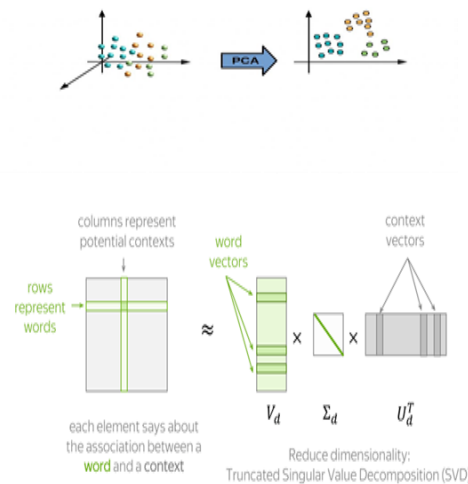 PCA
columns represent
potential contexts
rows
represent
words
word
vectors
context
vectors
≈
×
×
V_d
Σ_d
U_d^T
each element says about
the association between a
word and a context
Reduce dimensionality:
Truncated Singular Value Decomposition (SVD